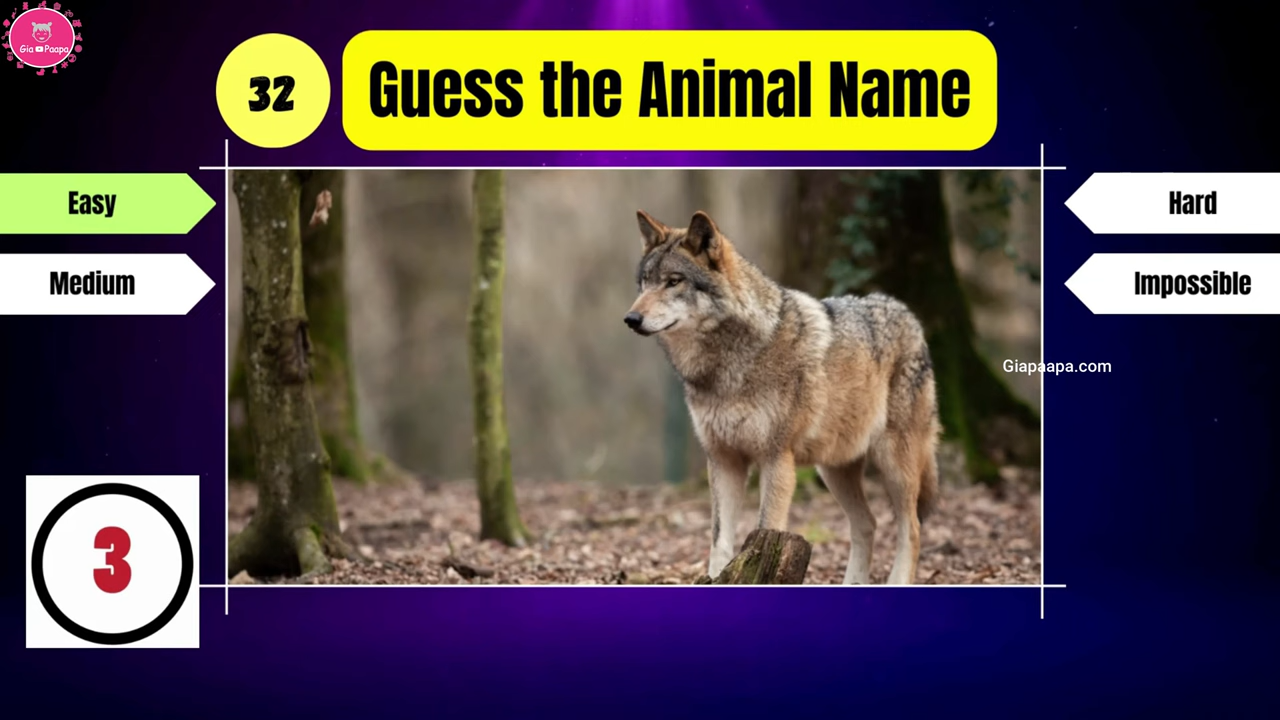 Gia Paapa
32
Guess the Animal Name
Easy
Hard
Medium
Impossible
Giapaapa.com
3